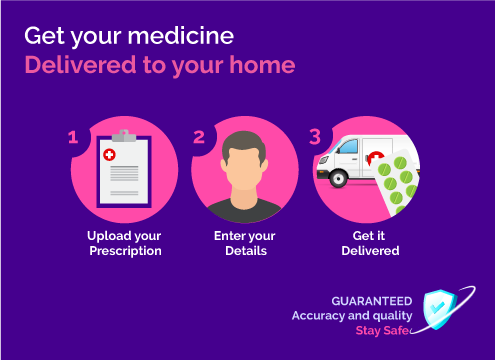 Get your medicine
Delivered to your home
1
2
3
Upload your
Prescription
Enter your
Details
Get it
Delivered
GUARANTEED
Accuracy and quality
Stay Safe